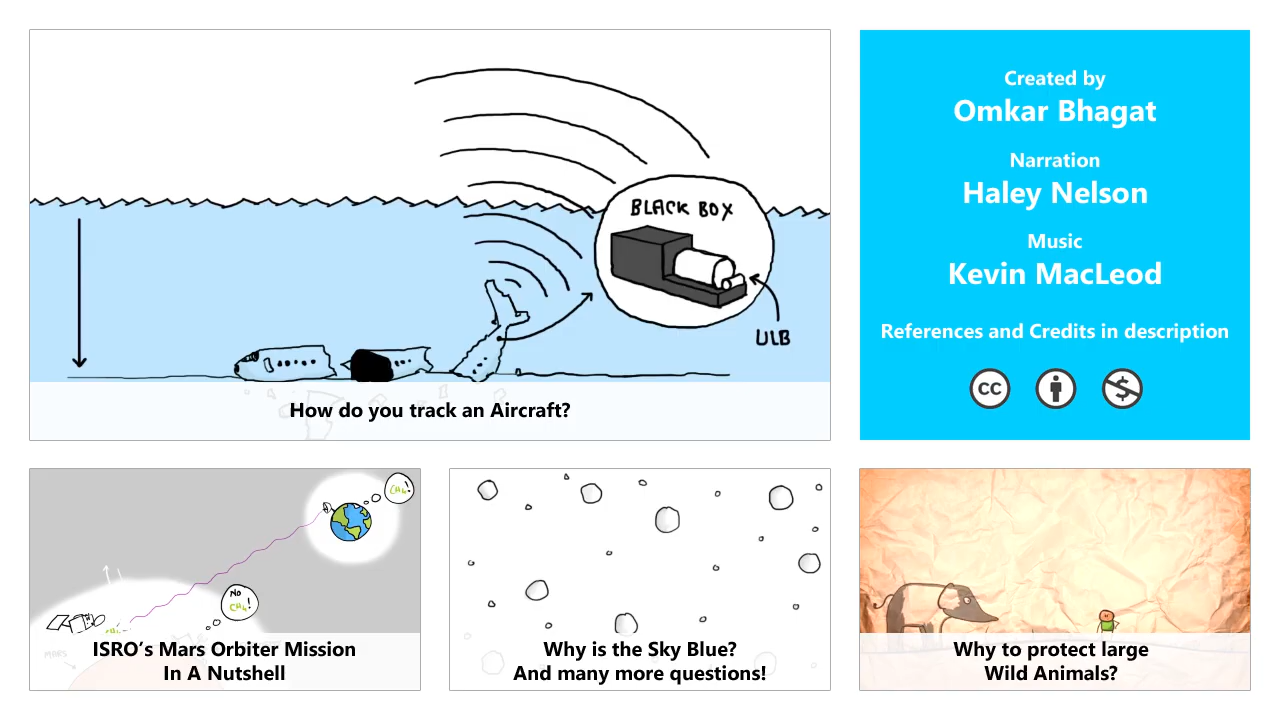 BLACK BOX
ULB
How do you track an Aircraft?
Created by
Omkar Bhagat
Narration
Haley Nelson
Music
Kevin MacLeod
References and Credits in description
CC
CH₄!
NO
CH₄!
MARS
ISRO’s Mars Orbiter Mission
In A Nutshell
Why is the Sky Blue?
And many more questions!
Why to protect large
Wild Animals?